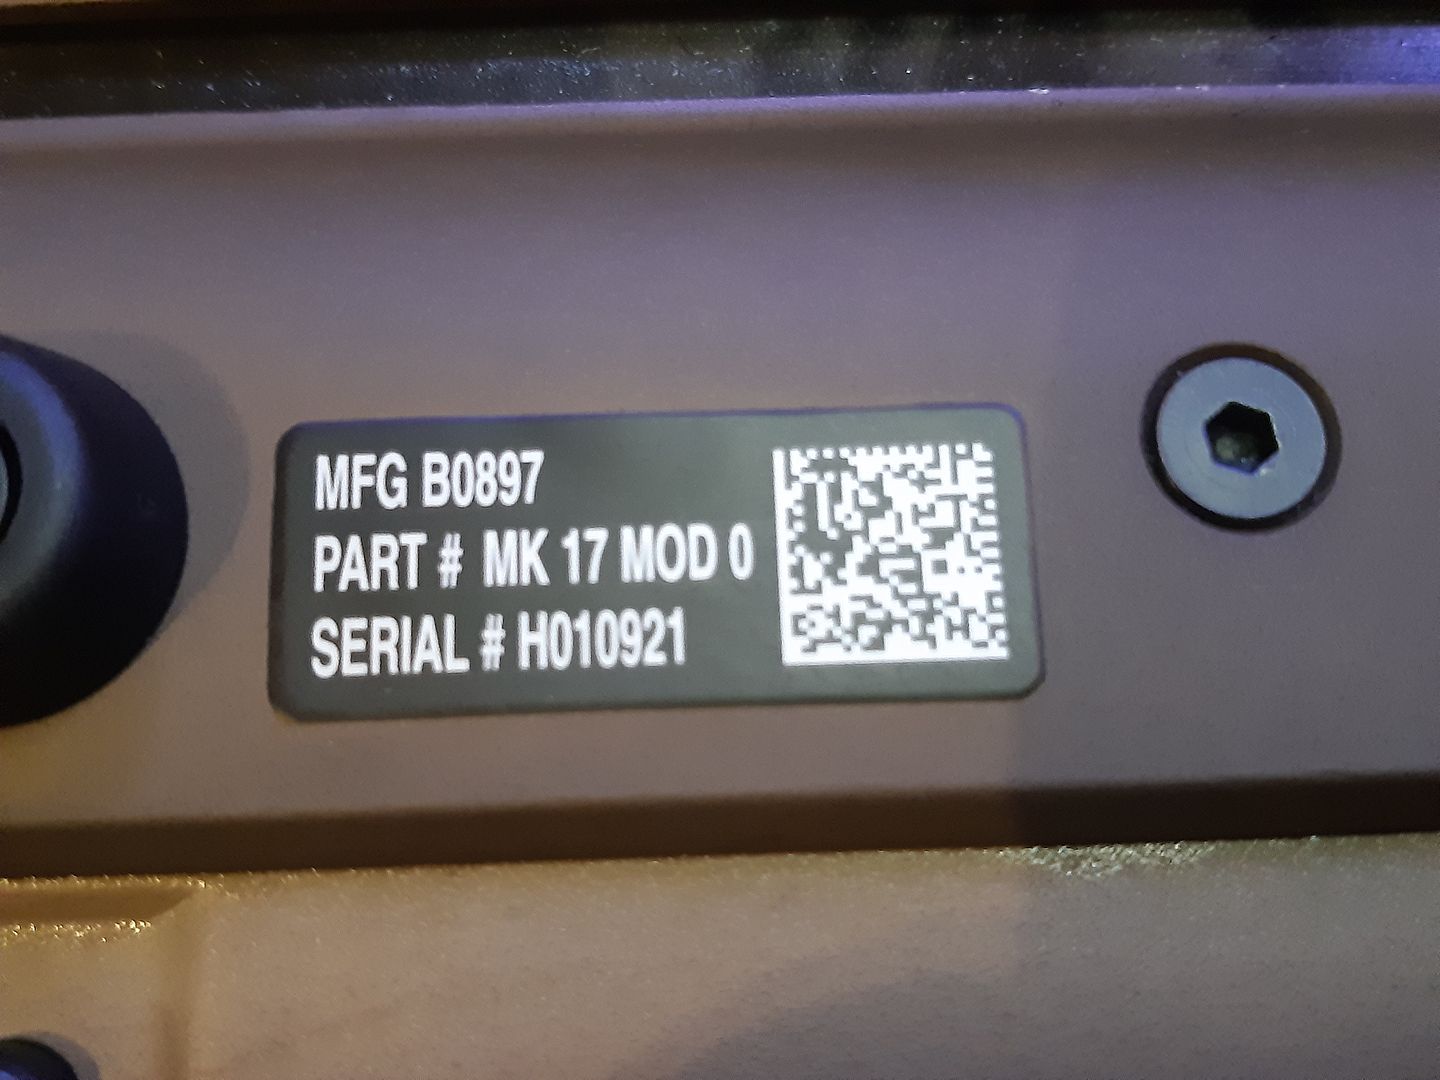 MFG B0897
PART # MK 17 MOD 0
SERIAL # H010921